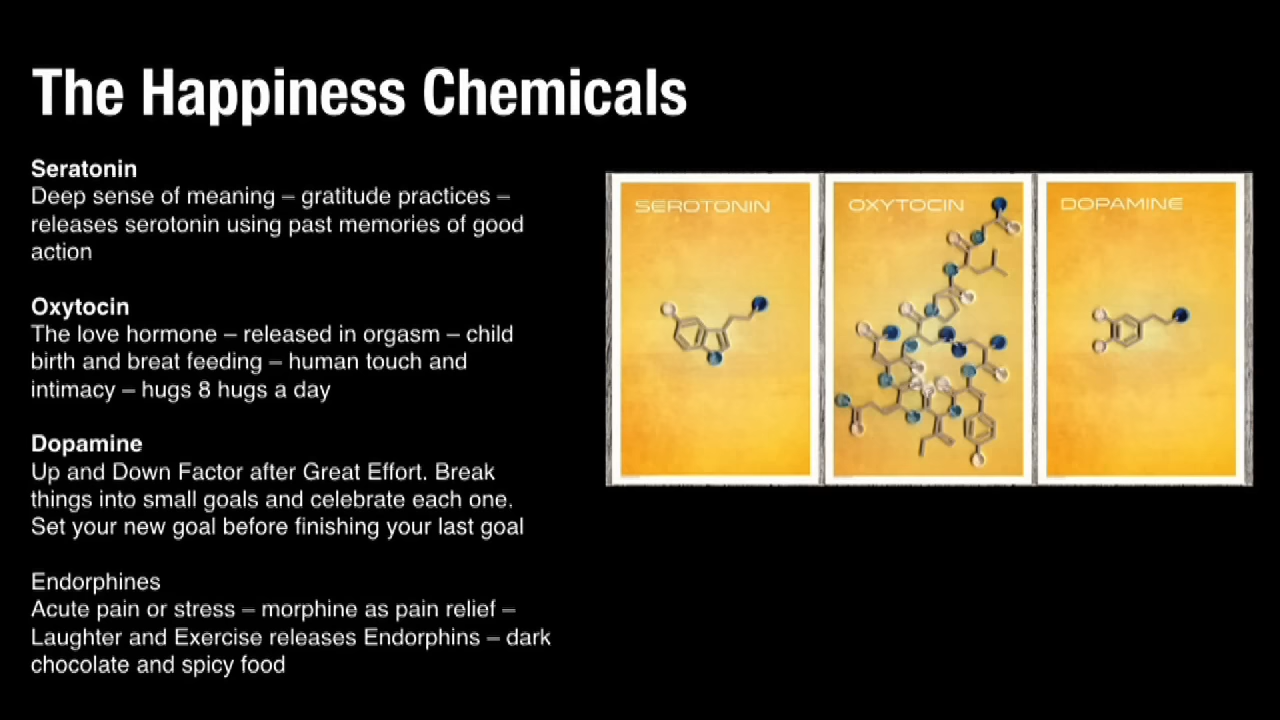 The Happiness Chemicals
Seratonin
Deep sense of meaning – gratitude practices –
releases serotonin using past memories of good
action
Oxytocin
The love hormone – released in orgasm – child
birth and breat feeding – human touch and
intimacy – hugs 8 hugs a day
Dopamine
Up and Down Factor after Great Effort. Break
things into small goals and celebrate each one.
Set your new goal before finishing your last goal
Endorphines
Acute pain or stress – morphine as pain relief –
Laughter and Exercise releases Endorphins – dark
chocolate and spicy food
SEROTONIN
OXYTOCIN
DOPAMINE